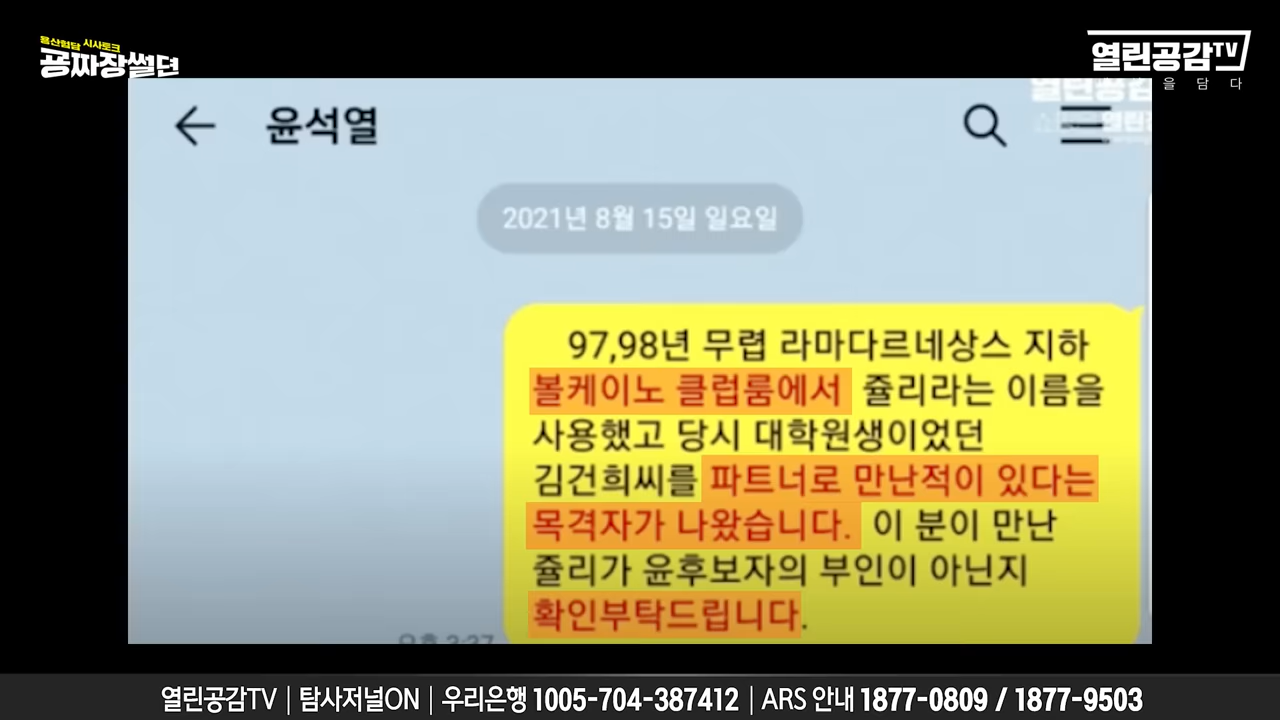 용산험담 시사토크
용짜장썰뎐
열린공감TV
을 담 다
윤석열
2021년 8월 15일 일요일
97,98년 무렵 라마다르네상스 지하
볼케이노 클럽룸에서 쥴리라는 이름을
사용했고 당시 대학원생이었던
김건희씨를 파트너로 만난적이 있다는
목격자가 나왔습니다. 이 분이 만난
쥴리가 윤후보자의 부인이 아닌지
확인부탁드립니다.
오후 3:37
열린공감TV | 탐사저널ON | 우리은행 1005-704-387412 | ARS 안내 1877-0809 / 1877-9503